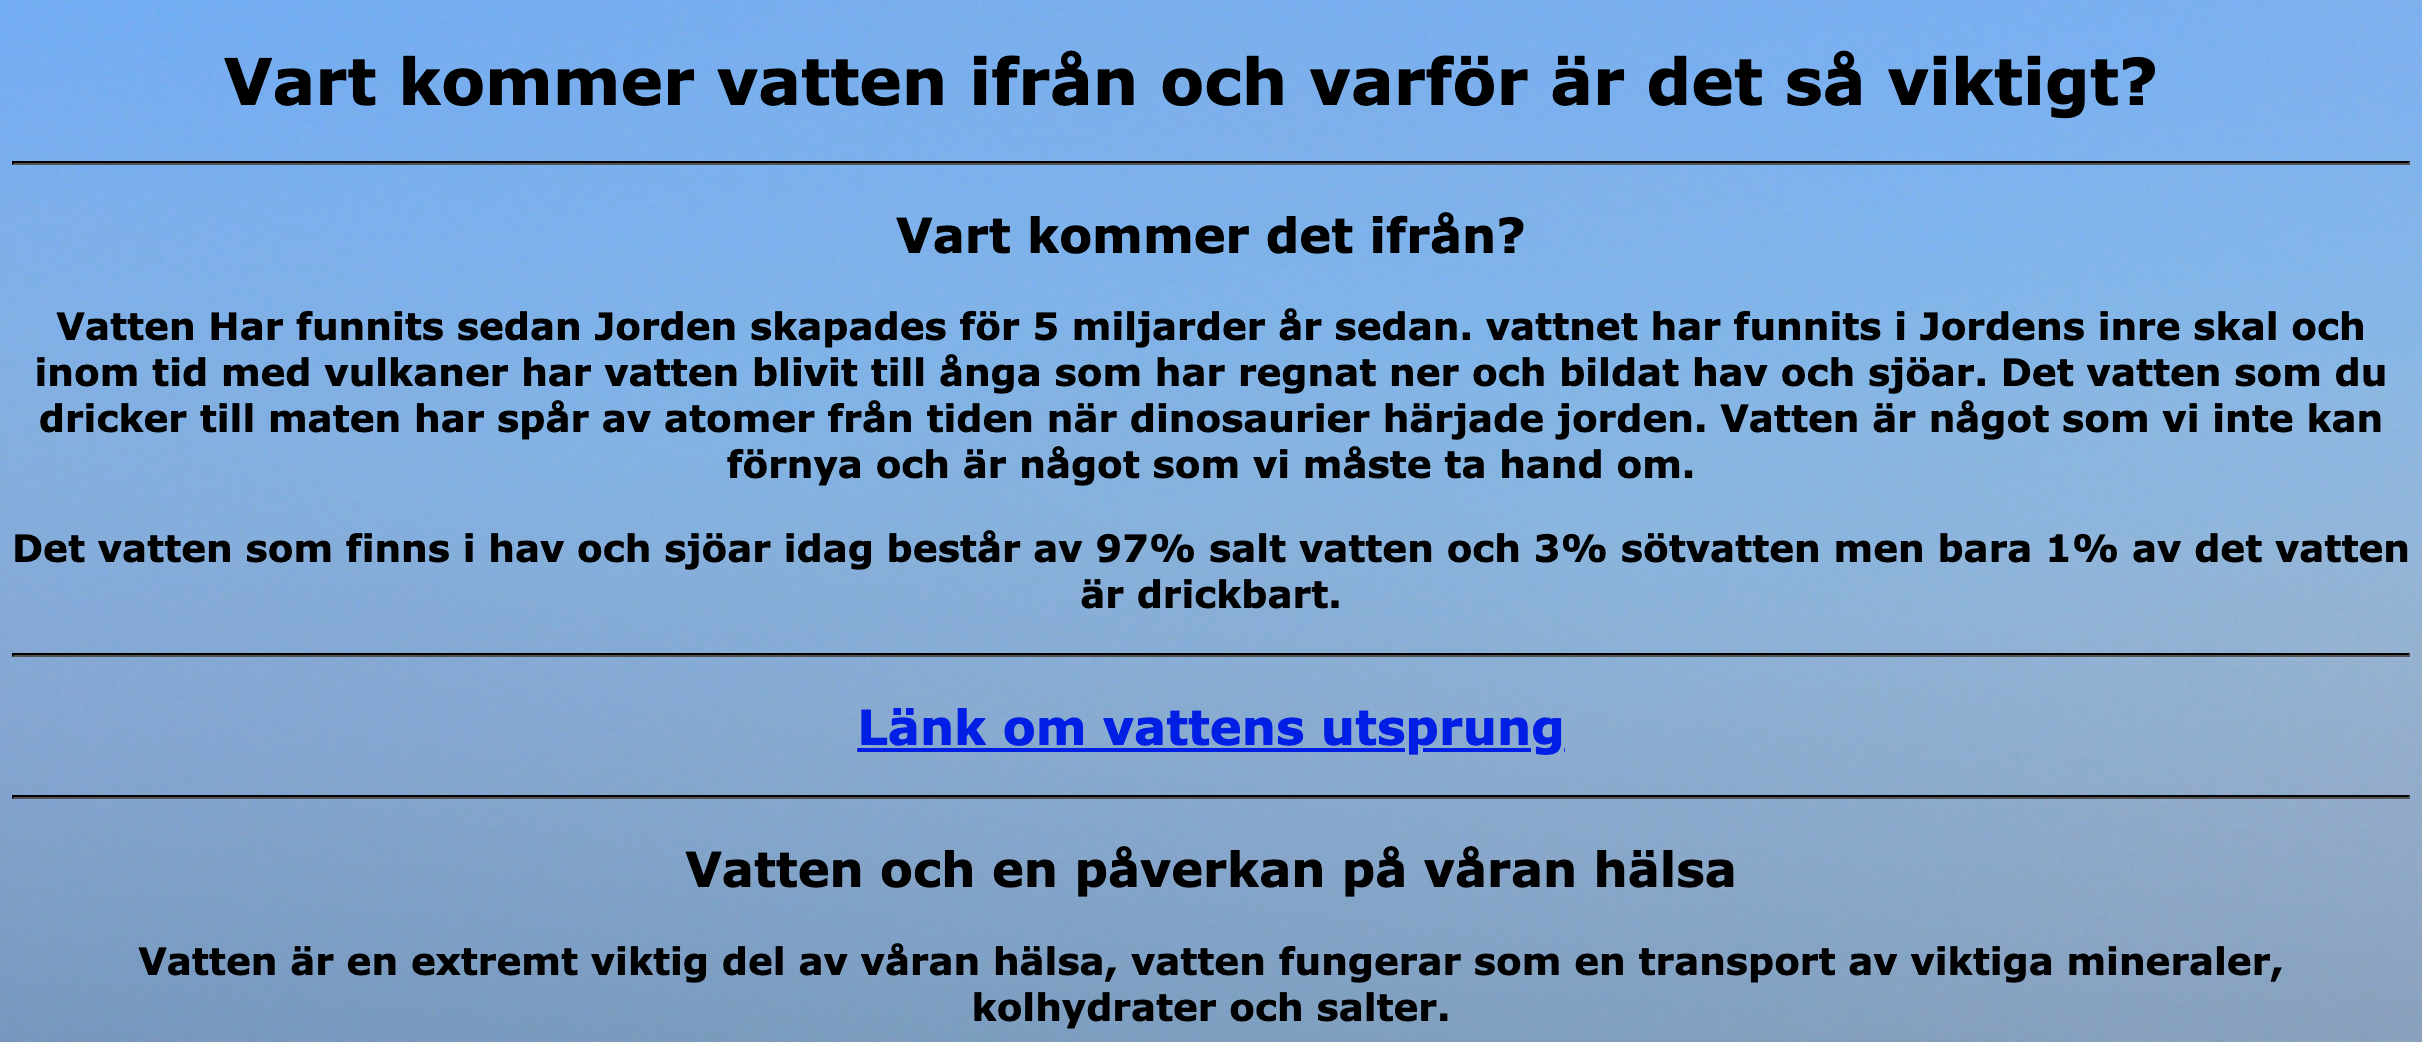 Vart kommer vatten ifrån och varför är det så viktigt?
Vart kommer det ifrån?
Vatten Har funnits sedan Jorden skapades för 5 miljarder år sedan. vattnet har funnits i Jordens inre skal och
inom tid med vulkaner har vatten blivit till ånga som har regnat ner och bildat hav och sjöar. Det vatten som du
dricker till maten har spår av atomer från tiden när dinosaurier härjade jorden. Vatten är något som vi inte kan
förnya och är något som vi måste ta hand om.
Det vatten som finns i hav och sjöar idag består av 97% salt vatten och 3% sötvatten men bara 1% av det vatten
är drickbart.
Länk om vattens utsprung
Vatten och en påverkan på våran hälsa
Vatten är en extremt viktig del av våran hälsa, vatten fungerar som en transport av viktiga mineraler,
kolhydrater och salter.